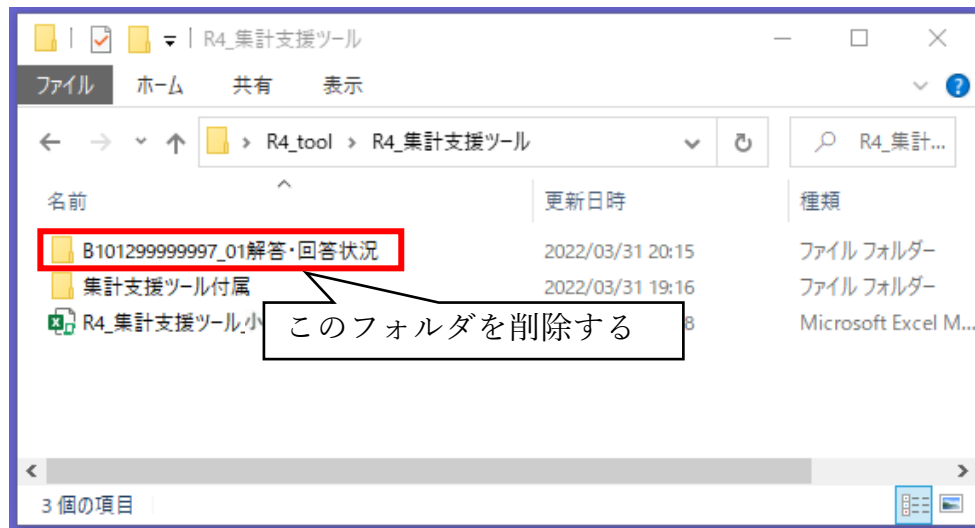 R4_集計支援ツール
ファイル ホーム 共有 表示
R4_tool › R4_集計支援ツール
R4_集計...
名前 更新日時 種類
B101299999997_01解答・回答状況 2022/03/31 20:15 ファイル フォルダー
集計支援ツール付属 2022/03/31 19:16 ファイル フォルダー
R4_集計支援ツール_小 8 Microsoft Excel M...
このフォルダを削除する
3 個の項目